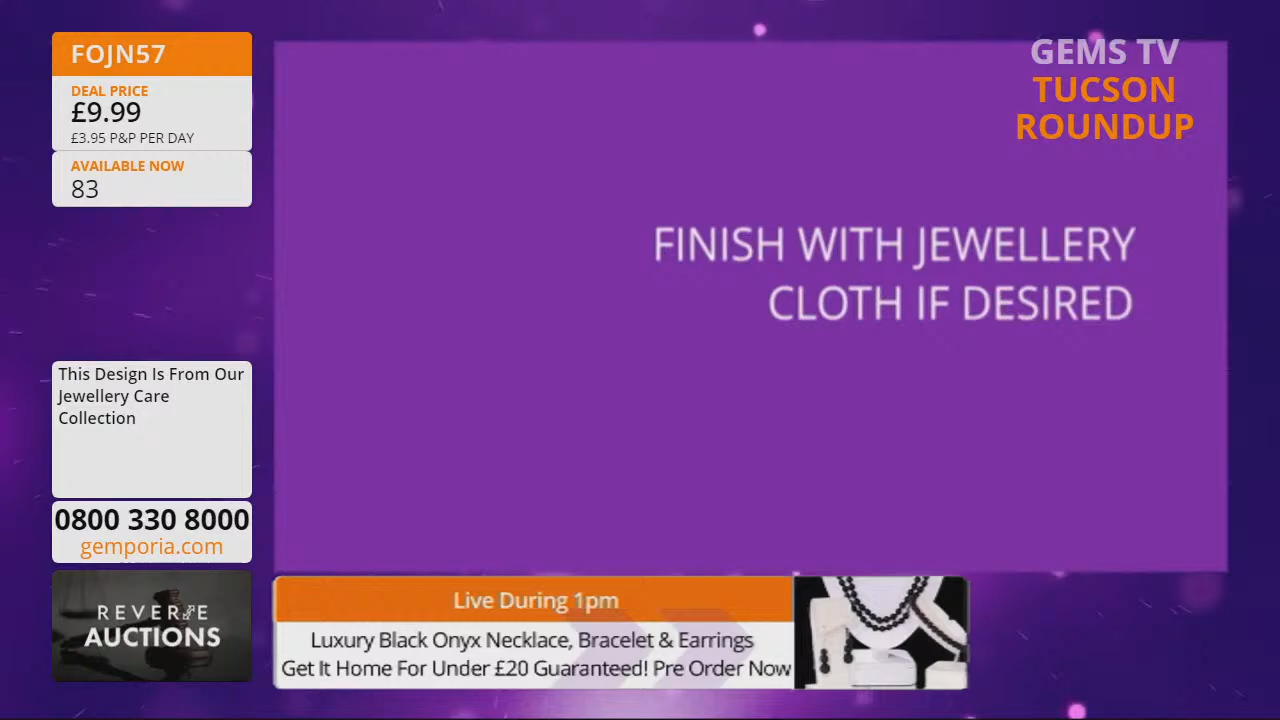 FOJN57
DEAL PRICE
£9.99
£3.95 P&P PER DAY
AVAILABLE NOW
83
GEMS TV
TUCSON
ROUNDUP
FINISH WITH JEWELLERY
CLOTH IF DESIRED
This Design Is From Our
Jewellery Care
Collection
0800 330 8000
gemporia.com
REVERSE
AUCTIONS
Live During 1pm
Luxury Black Onyx Necklace, Bracelet & Earrings
Get It Home For Under £20 Guaranteed! Pre Order Now